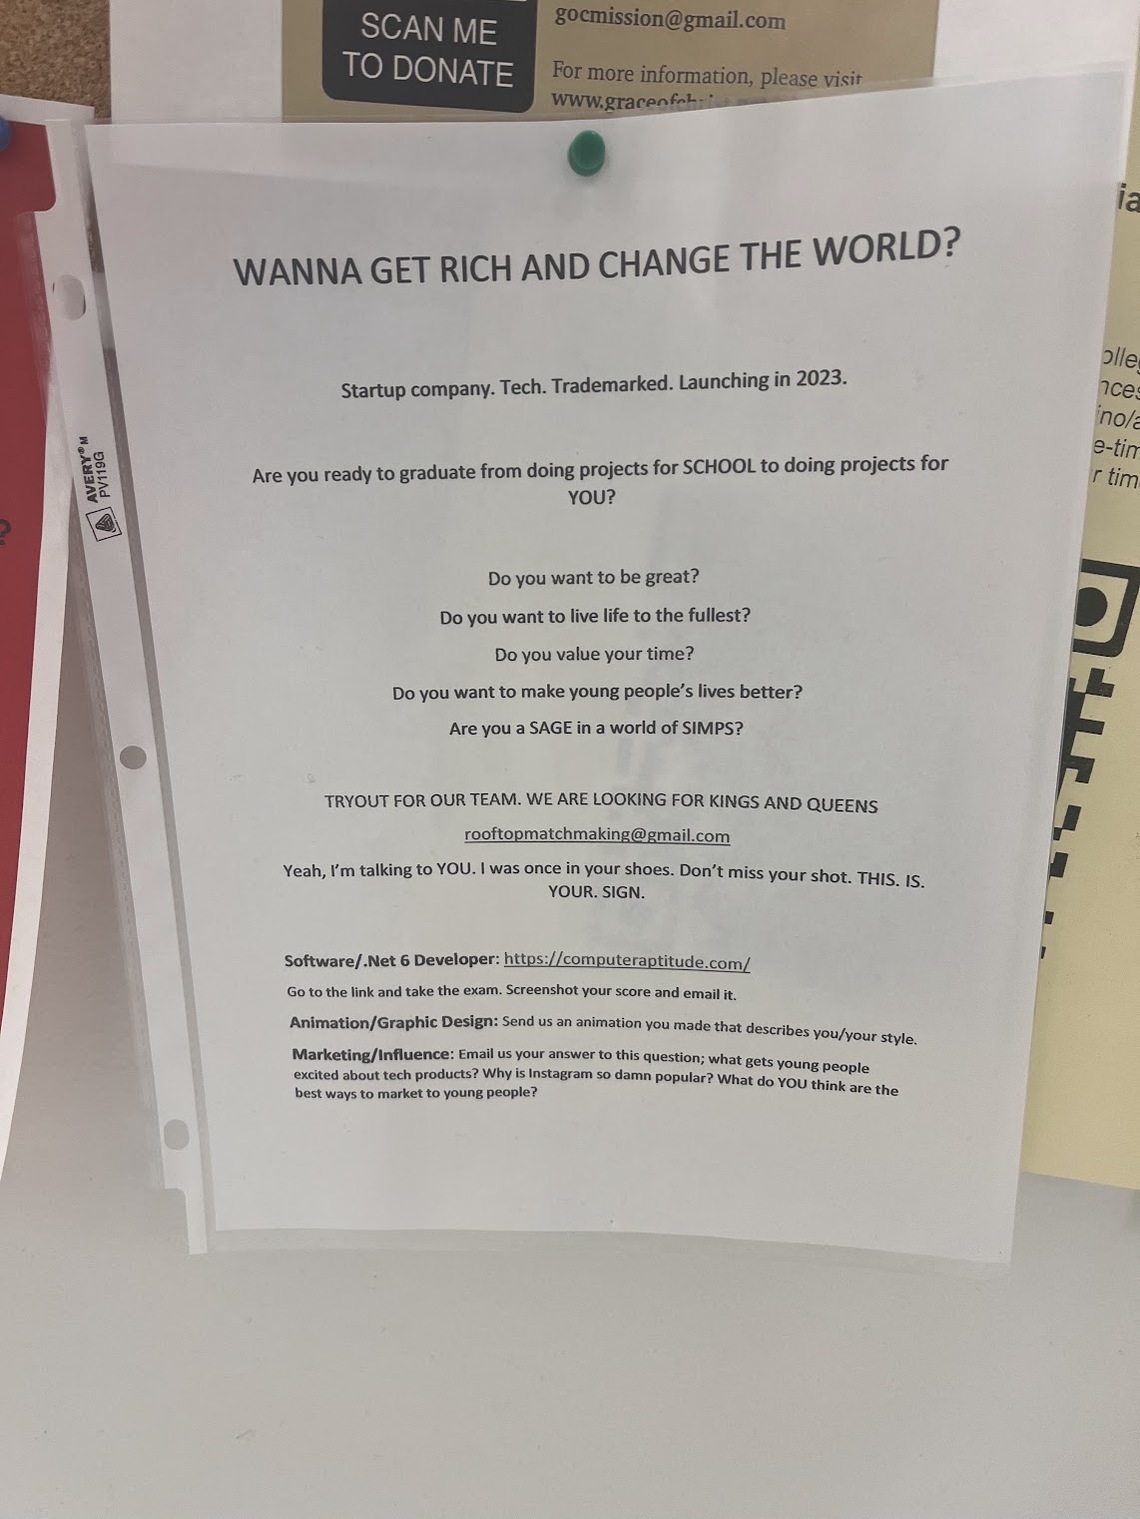 SCAN ME
TO DONATE
gocmission@gmail.com
For more information, please visit
AVERY® M
PV119G
WANNA GET RICH AND CHANGE THE WORLD?
Startup company. Tech. Trademarked. Launching in 2023.
Are you ready to graduate from doing projects for SCHOOL to doing projects for
YOU?
Do you want to be great?
Do you want to live life to the fullest?
Do you value your time?
Do you want to make young people's lives better?
Are you a SAGE in a world of SIMPS?
TRYOUT FOR OUR TEAM. WE ARE LOOKING FOR KINGS AND QUEENS
rooftopmatchmaking@gmail.com
Yeah, I'm talking to YOU. I was once in your shoes. Don't miss your shot. THIS. IS.
YOUR. SIGN.
Software/.Net 6 Developer: https://computeraptitude.com/
Go to the link and take the exam. Screenshot your score and email it.
Animation/Graphic Design: Send us an animation you made that describes you/your style.
Marketing/Influence: Email us your answer to this question; what gets young people
excited about tech products? Why is Instagram so damn popular? What do YOU think are the
best ways to market to young people?